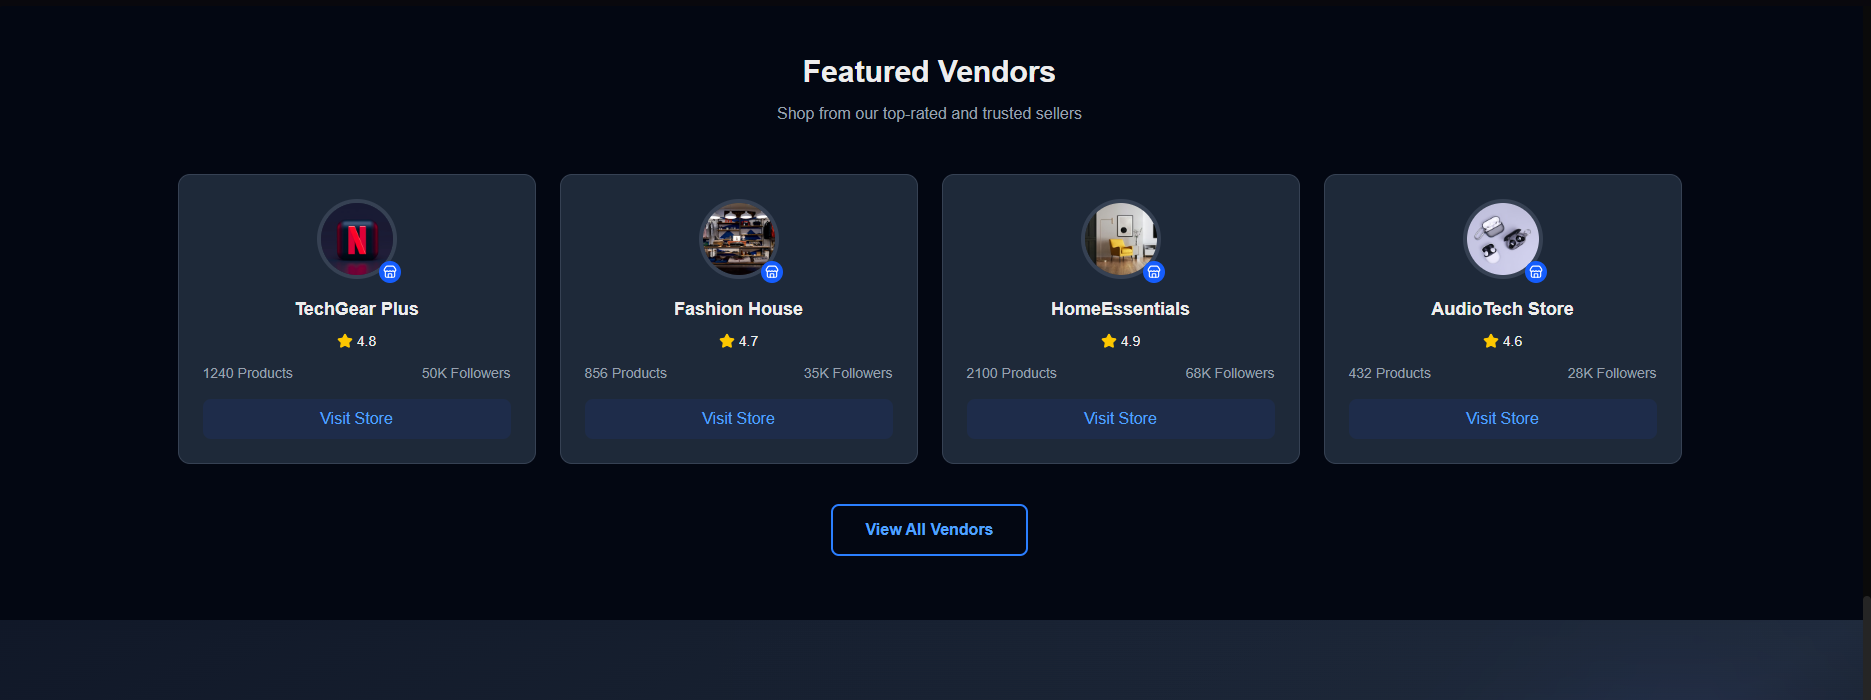 Featured Vendors
Shop from our top-rated and trusted sellers
N
TechGear Plus
4.8
1240 Products 50K Followers
Visit Store
Fashion House
4.7
856 Products 35K Followers
Visit Store
HomeEssentials
4.9
2100 Products 68K Followers
Visit Store
AudioTech Store
4.6
432 Products 28K Followers
Visit Store
View All Vendors